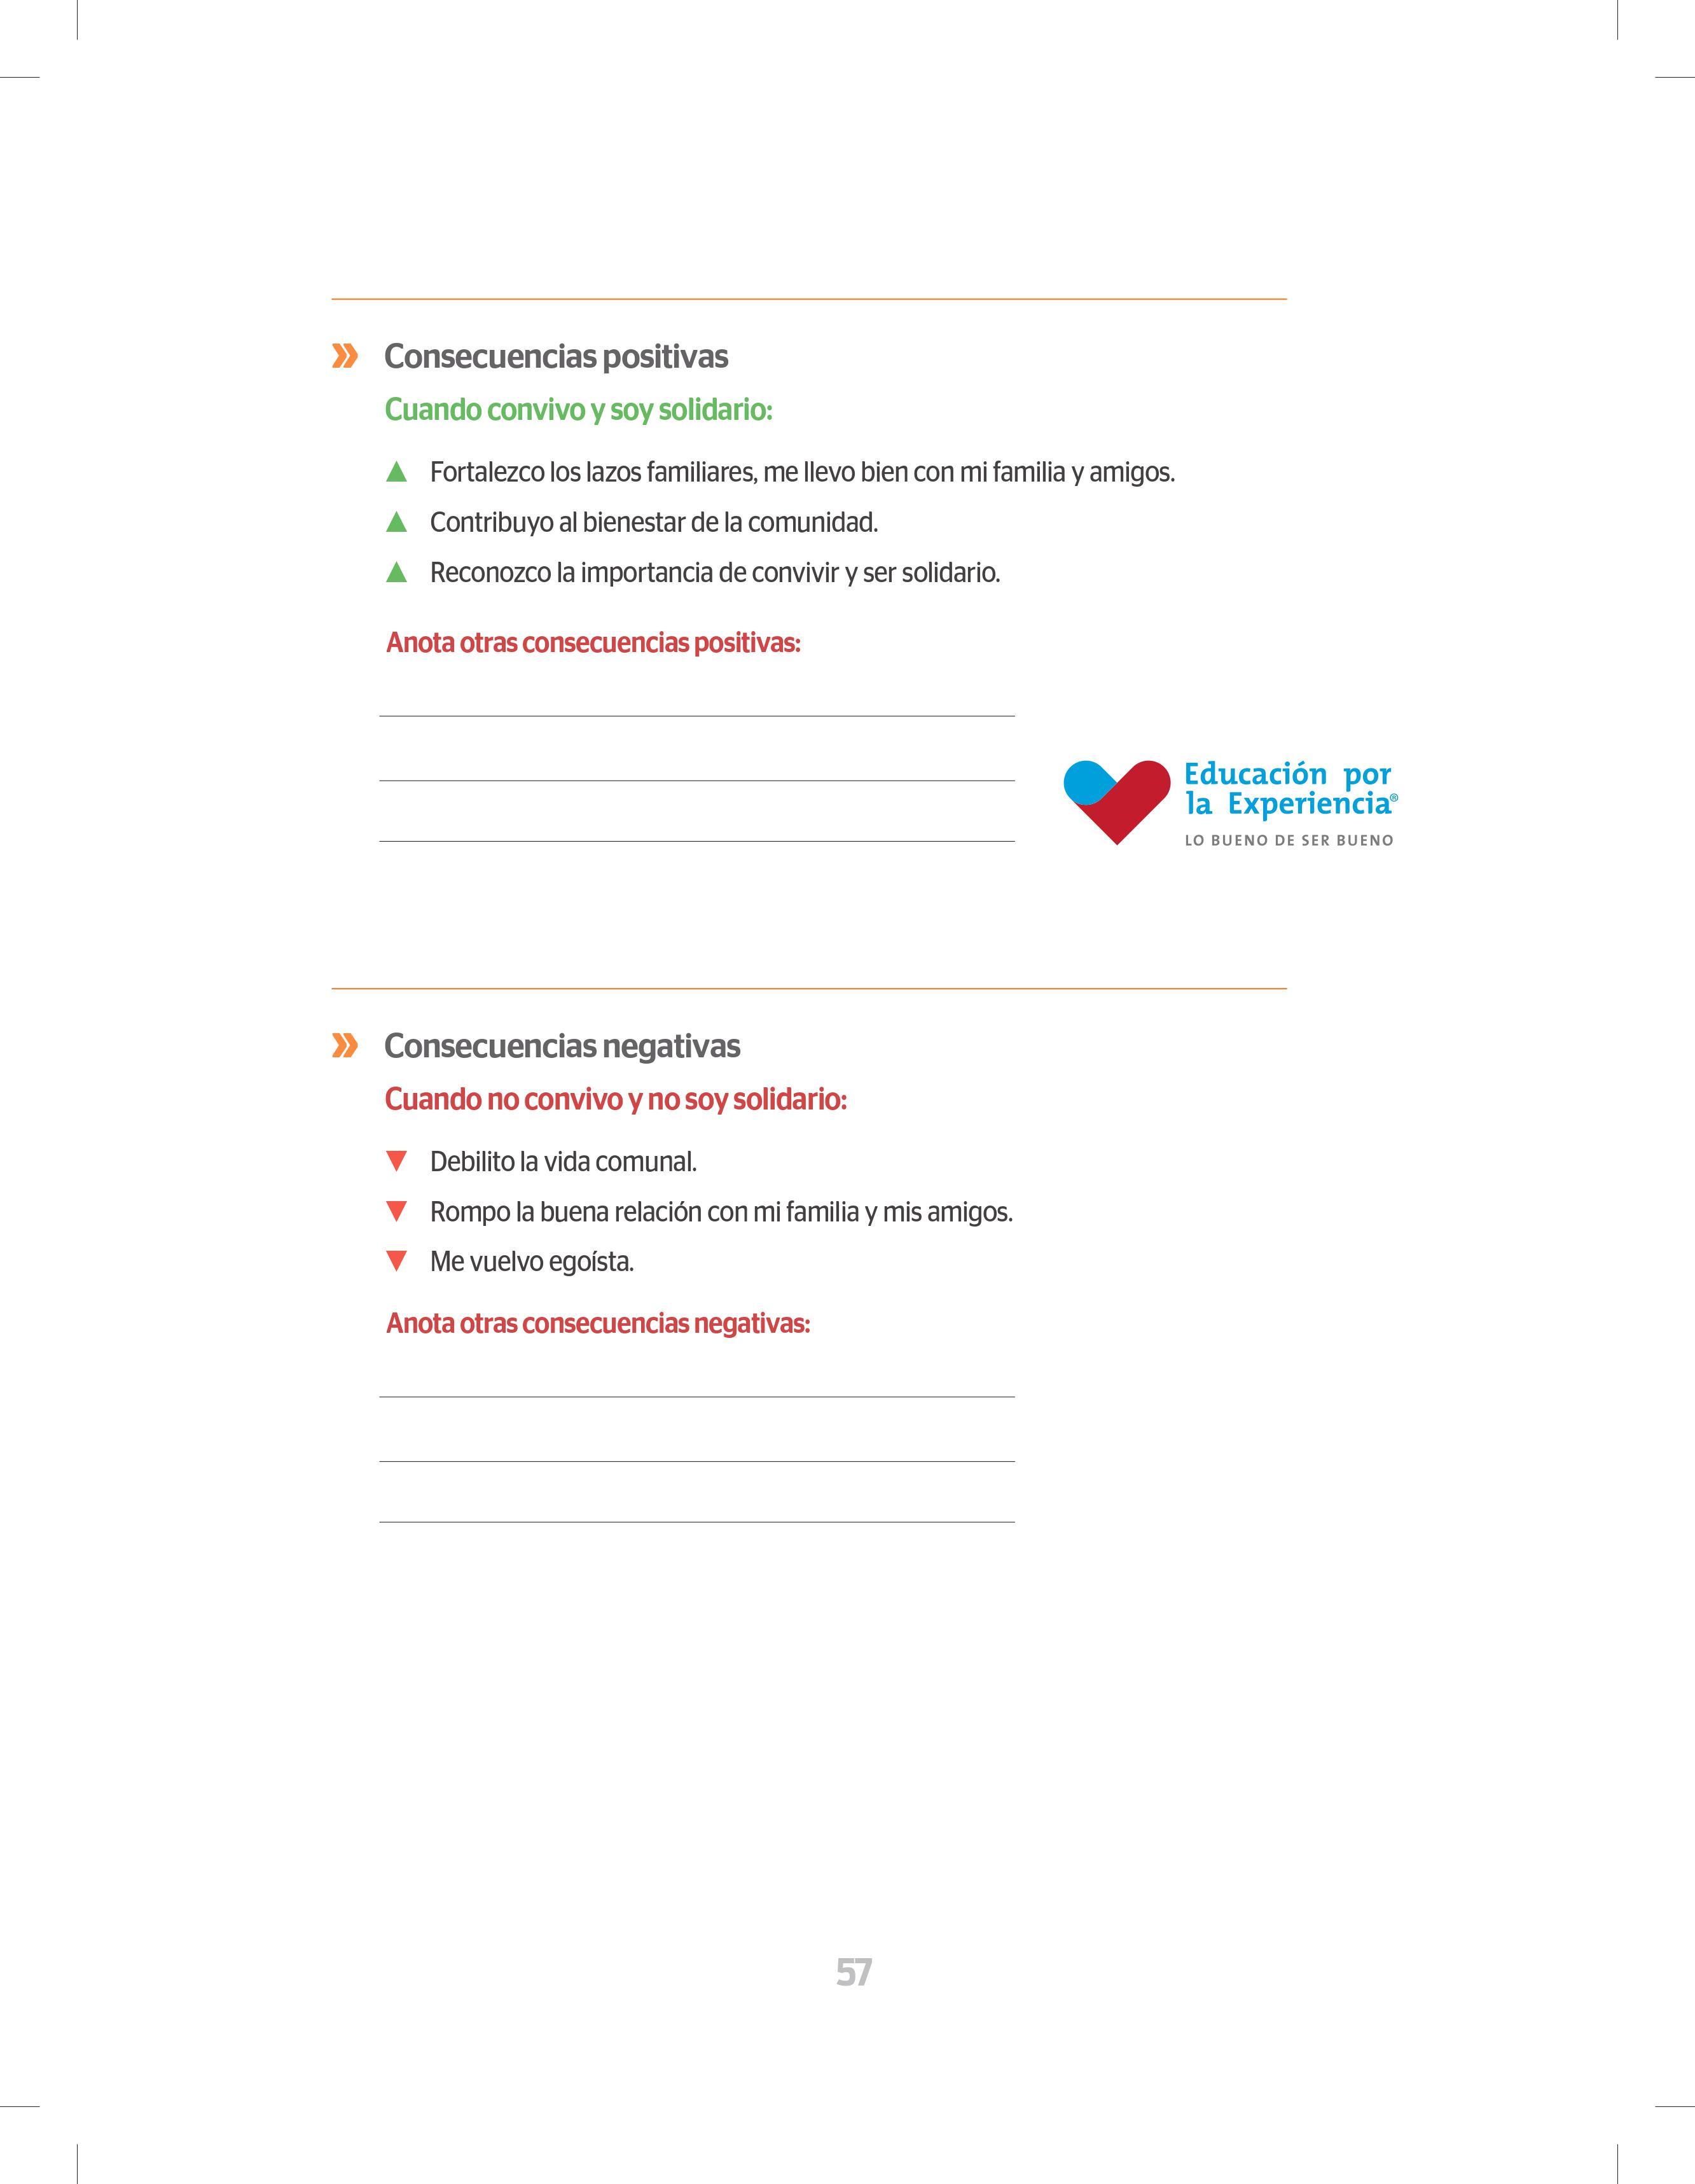 Consecuencias positivas
Cuando convivo y soy solidario:
Fortalezco los lazos familiares, me llevo bien con mi familia y amigos.
Contribuyo al bienestar de la comunidad.
Reconozco la importancia de convivir y ser solidario.
Anota otras consecuencias positivas:
Educación por
la Experiencia®
LO BUENO DE SER BUENO
Consecuencias negativas
Cuando no convivo y no soy solidario:
Debilito la vida comunal.
Rompo la buena relación con mi familia y mis amigos.
Me vuelvo egoísta.
Anota otras consecuencias negativas:
57